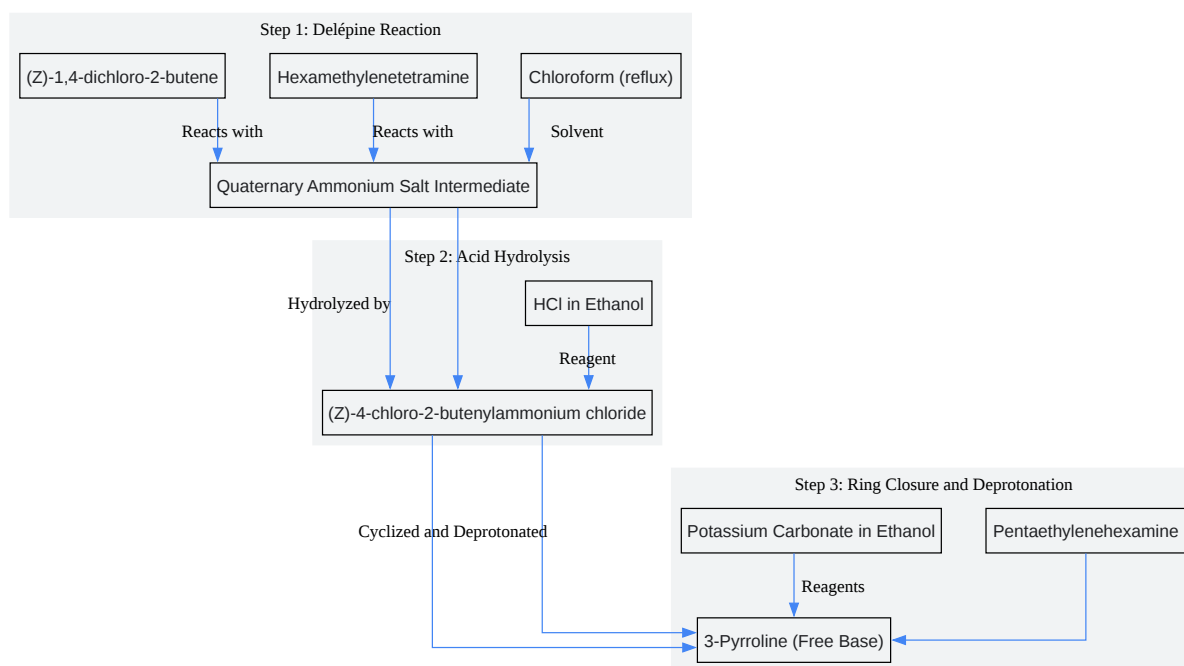 Step 1: Delépine Reaction
(Z)-1,4-dichloro-2-butene
Hexamethylenetetramine
Chloroform (reflux)
Reacts with
Reacts with
Solvent
Quaternary Ammonium Salt Intermediate
Step 2: Acid Hydrolysis
HCl in Ethanol
Hydrolyzed by
Reagent
(Z)-4-chloro-2-butenylammonium chloride
Step 3: Ring Closure and Deprotonation
Cyclized and Deprotonated
Potassium Carbonate in Ethanol
Pentaethylenehexamine
Reagents
3-Pyrroline (Free Base)